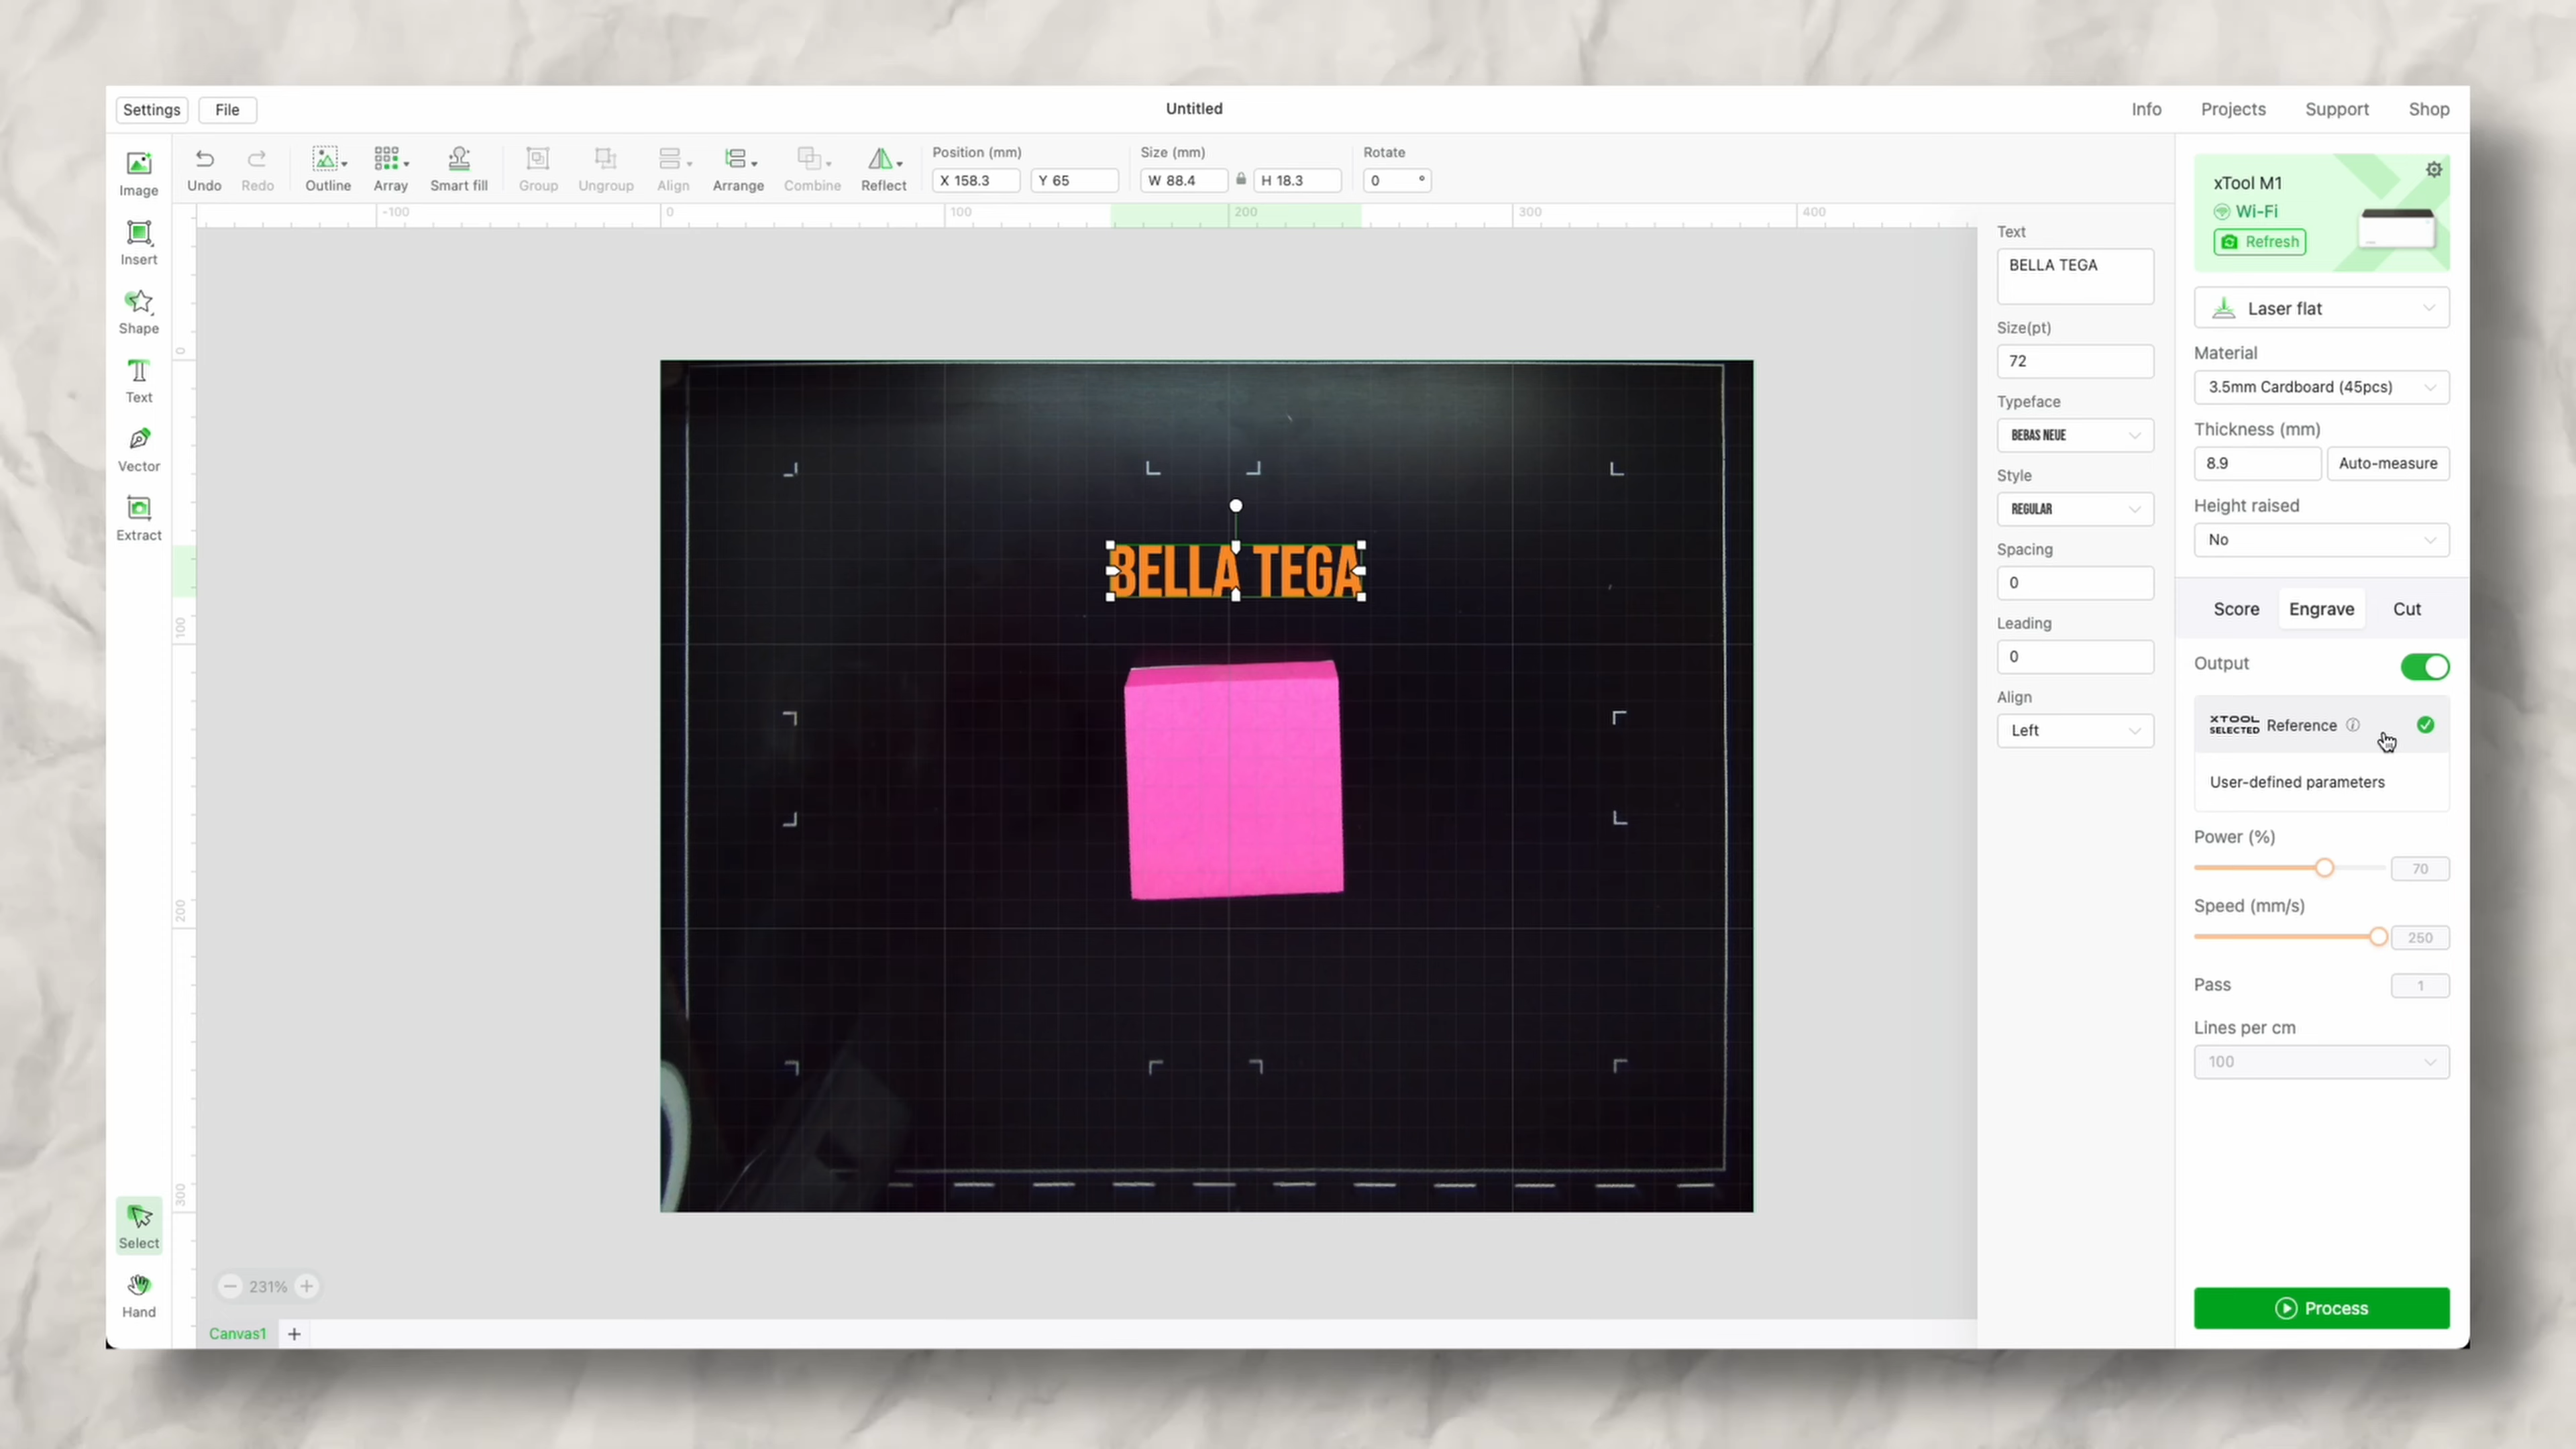 Settings
File
Untitled
Info
Projects
Support
Shop
Image
Insert
Shape
Text
Vector
Extract
Select
Hand
Undo
Redo
Outline
Array
Smart fill
Group
Ungroup
Align
Arrange
Combine
Reflect
Position (mm)
X 158.3
Y 65
Size (mm)
W 88.4
H 18.3
Rotate
0 °
-100
0
100
200
300
400
0
100
200
300
BELLA TEGA
231%
Canvas1
Text
BELLA TEGA
Size(pt)
72
Typeface
BEBAS NEUE
Style
REGULAR
Spacing
0
Leading
0
Align
Left
xTool M1
Wi-Fi
Refresh
Laser flat
Material
3.5mm Cardboard (45pcs)
Thickness (mm)
8.9
Auto-measure
Height raised
No
Score
Engrave
Cut
Output
XTOOL
SELECTED
Reference
User-defined parameters
Power (%)
70
Speed (mm/s)
250
Pass
1
Lines per cm
100
Process